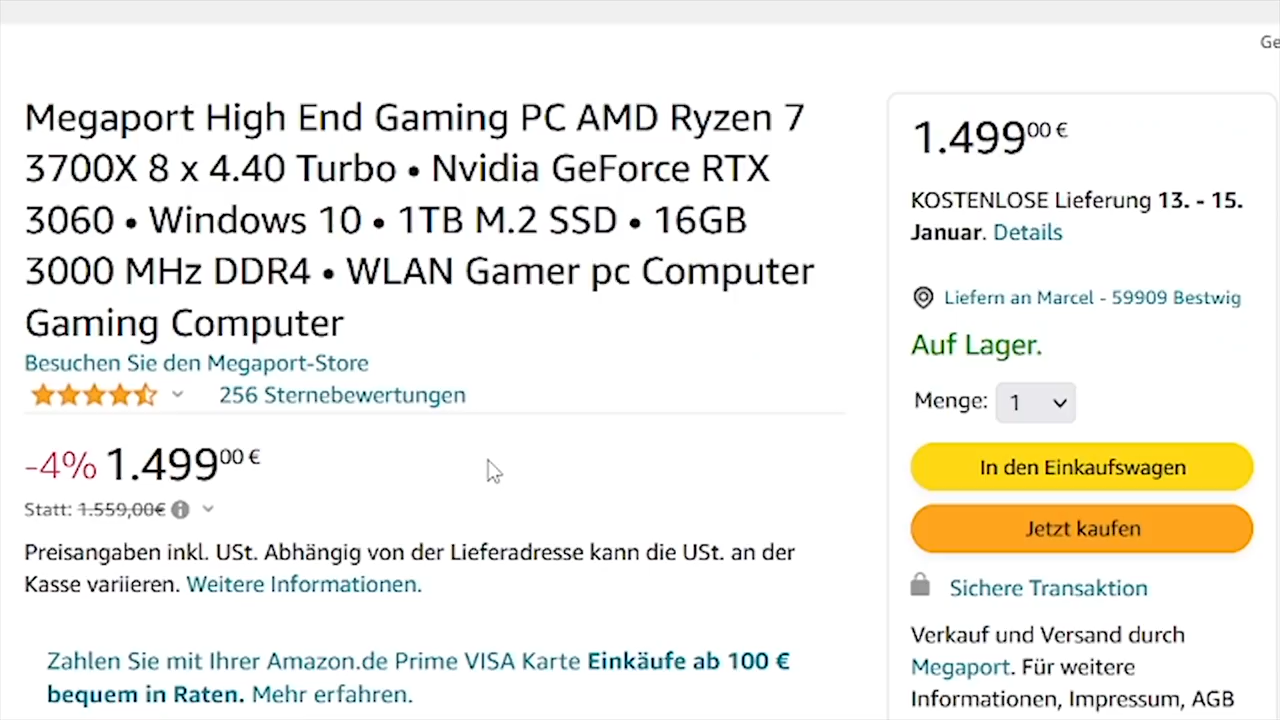 Ge
Megaport High End Gaming PC AMD Ryzen 7
3700X 8 x 4.40 Turbo • Nvidia GeForce RTX
3060 • Windows 10 • 1TB M.2 SSD • 16GB
3000 MHz DDR4 • WLAN Gamer pc Computer
Gaming Computer
Besuchen Sie den Megaport-Store
256 Sternebewertungen
-4% 1.499⁰⁰ €
Statt: 1.559,00€
Preisangaben inkl. USt. Abhängig von der Lieferadresse kann die USt. an der
Kasse variieren. Weitere Informationen.
Zahlen Sie mit Ihrer Amazon.de Prime VISA Karte Einkäufe ab 100 €
bequem in Raten. Mehr erfahren.
1.499⁰⁰ €
KOSTENLOSE Lieferung 13. - 15.
Januar. Details
Liefern an Marcel - 59909 Bestwig
Auf Lager.
Menge: 1
In den Einkaufswagen
Jetzt kaufen
Sichere Transaktion
Verkauf und Versand durch
Megaport. Für weitere
Informationen, Impressum, AGB